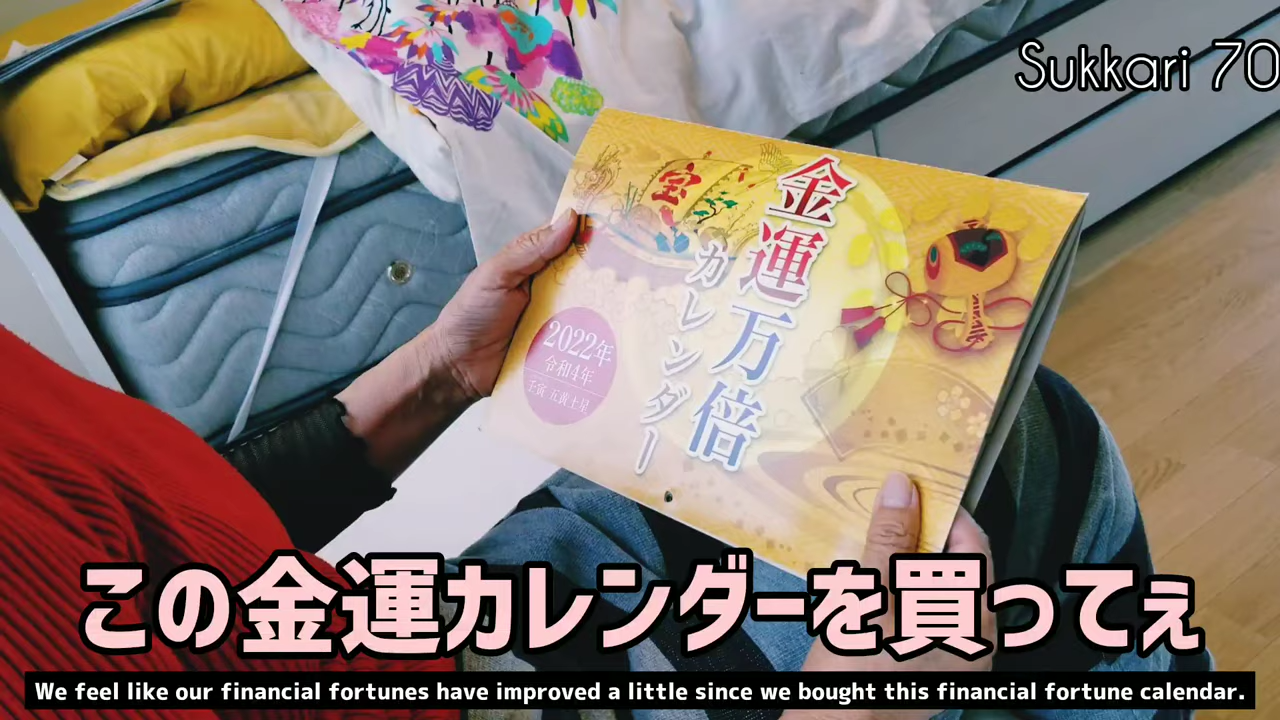 Sukkari 70
宝
金運万倍
カレンダー
2022年
令和4年
壬寅 五黄土星
この金運カレンダーを買ってぇ
We feel like our financial fortunes have improved a little since we bought this financial fortune calendar.